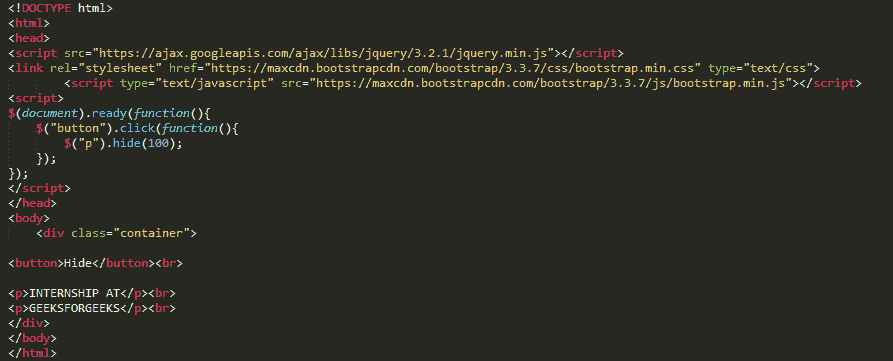 <!DOCTYPE html>
<html>
<head>
<script src="https://ajax.googleapis.com/ajax/libs/jquery/3.2.1/jquery.min.js"></script>
<link rel="stylesheet" href="https://maxcdn.bootstrapcdn.com/bootstrap/3.3.7/css/bootstrap.min.css" type="text/css">
        <script type="text/javascript" src="https://maxcdn.bootstrapcdn.com/bootstrap/3.3.7/js/bootstrap.min.js"></script>
<script>
$(document).ready(function(){
    $("button").click(function(){
        $("p").hide(100);
    });
});
</script>
</head>
<body>
    <div class="container">
<button>Hide</button><br>
<p>INTERNSHIP AT</p><br>
<p>GEEKSFORGEEKS</p><br>
</div>
</body>
</html>